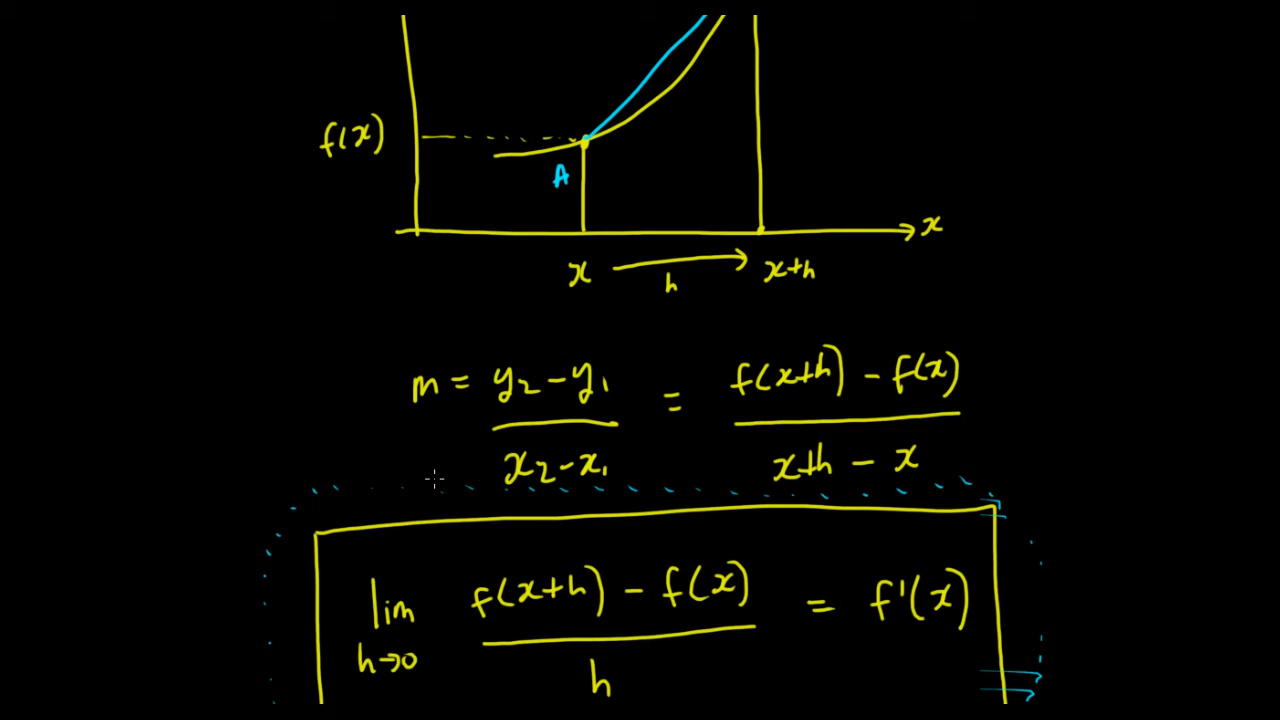 f(x)
A
x
x h x+h
m = y₂ - y₁ / x₂ - x₁ = f(x+h) - f(x) / x+h - x
lim h→0 f(x+h) - f(x) / h = f'(x)